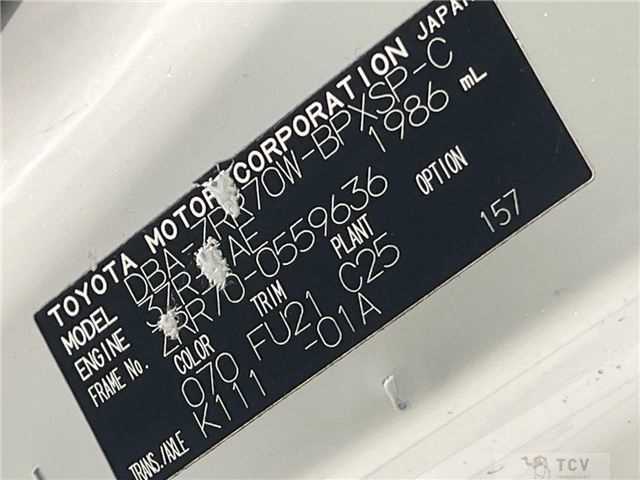 TOYOTA MOTOR CORPORATION JAPAN
MODEL DBA-ZRR70W-BPXSP-C
ENGINE 3ZR AE 1986 mL
FRAME No. ZRR70-0559636
COLOR TRIM PLANT OPTION
070 FU21 C25 157
TRANS./AXLE K111 -01A
TCV